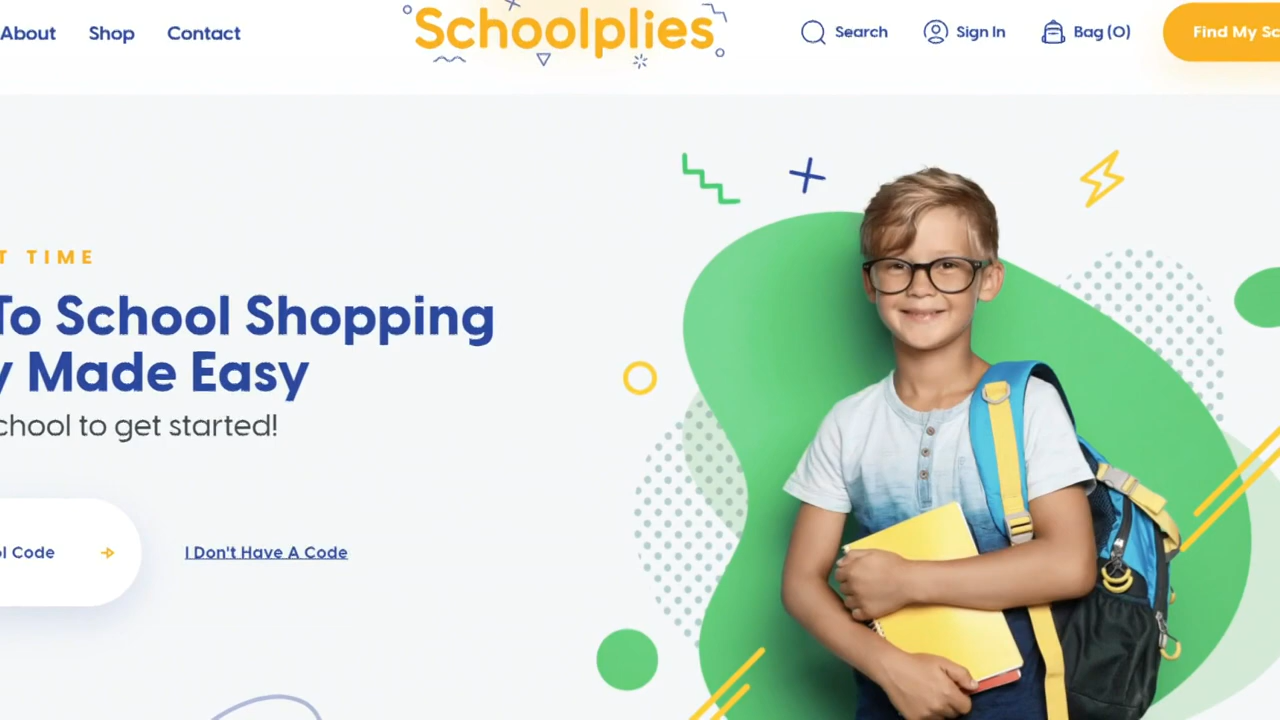 About Shop Contact
Schoolplies
Search Sign In Bag (0)
Find My Sc
T TIME
To School Shopping
y Made Easy
chool to get started!
ol Code
I Don't Have A Code